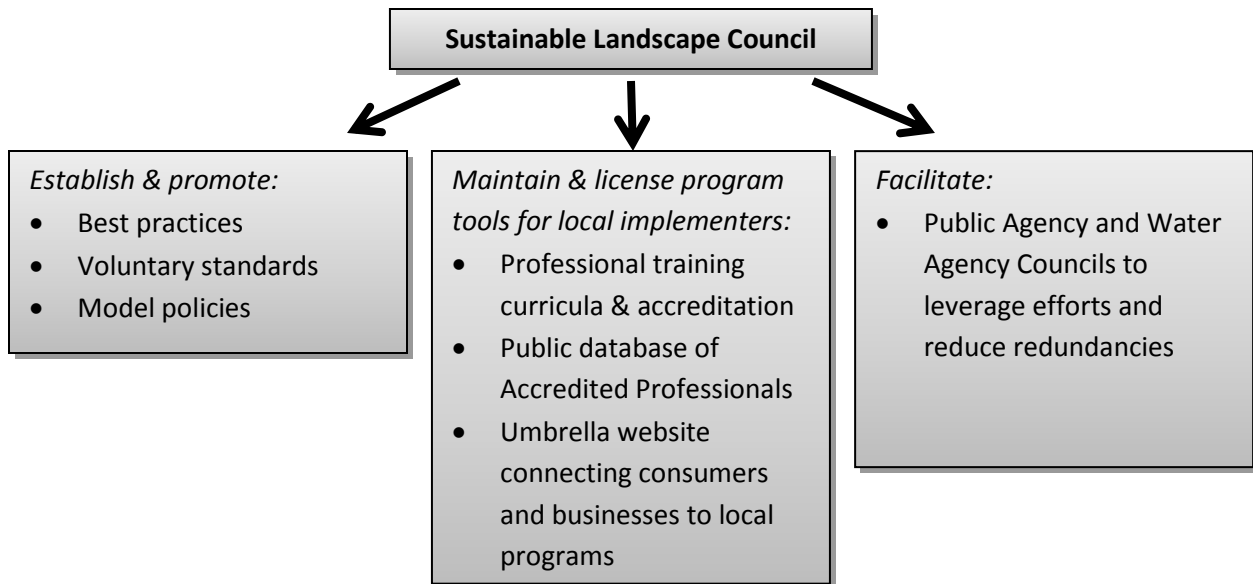 Sustainable Landscape Council
Establish & promote:
• Best practices
• Voluntary standards
• Model policies
Maintain & license program
tools for local implementers:
• Professional training
curricula & accreditation
• Public database of
Accredited Professionals
• Umbrella website
connecting consumers
and businesses to local
programs
Facilitate:
• Public Agency and Water
Agency Councils to
leverage efforts and
reduce redundancies